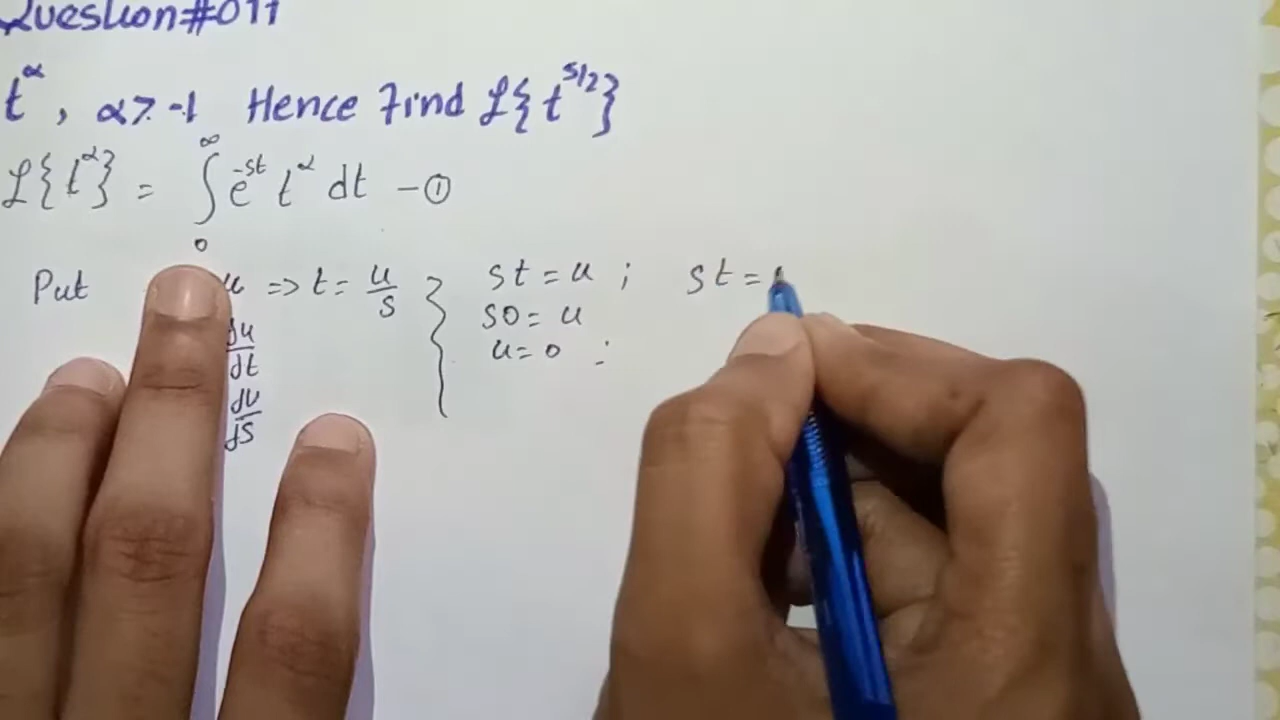 Question#011
t^α, α>-1 Hence Find ℒ{t^5/2}
ℒ{t^α} = ∫₀^∞ e^-st t^α dt -①
Put u => t = u/s } st = u ; st =
s0 = u
u = 0 ;
du/dt
du/ds